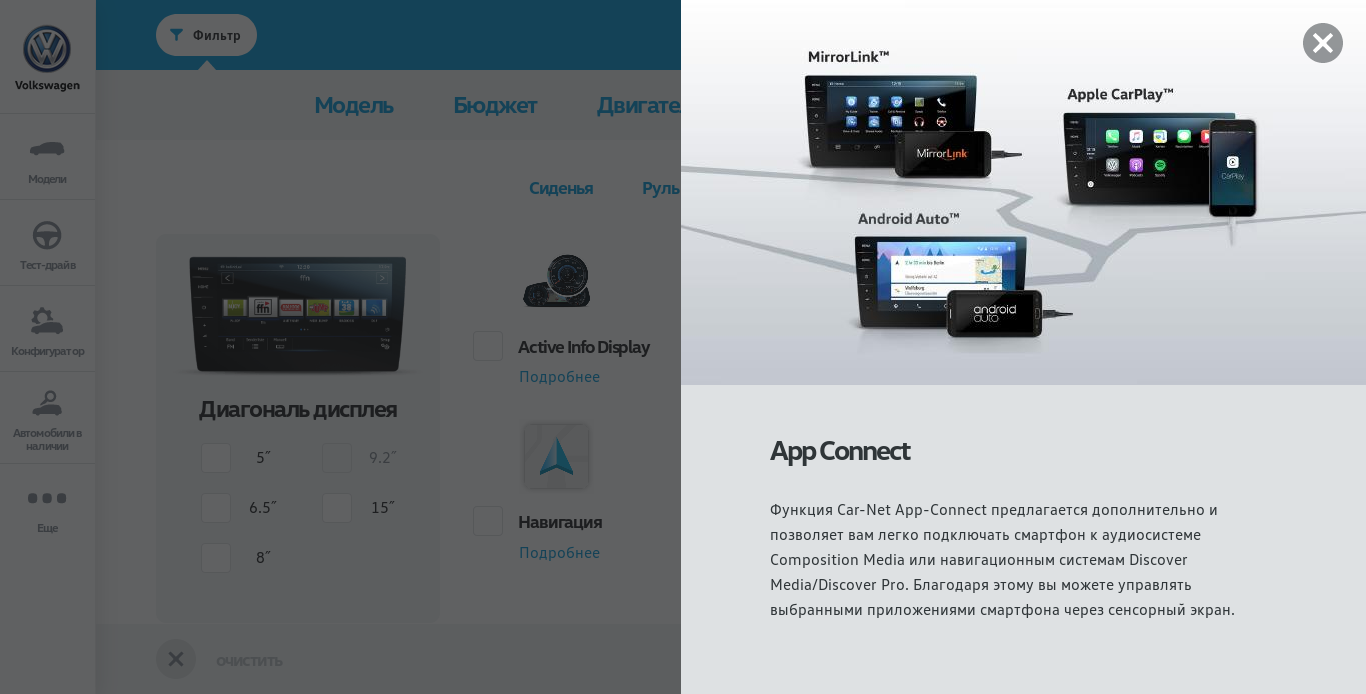 Volkswagen
Модели
Тест-драйв
Конфигуратор
Автомобили в
наличии
Еще
Фильтр
Модель
Бюджет
Двигате
Сиденья
Руль
Диагональ дисплея
5″
9.2″
6.5″
15″
8″
Active Info Display
Подробнее
Навигация
Подробнее
ОЧИСТИТЬ
MirrorLink™
MirrorLink
Apple CarPlay™
CarPlay
Android Auto™
android
auto
App Connect
Функция Car-Net App-Connect предлагается дополнительно и
позволяет вам легко подключать смартфон к аудиосистеме
Composition Media или навигационным системам Discover
Media/Discover Pro. Благодаря этому вы можете управлять
выбранными приложениями смартфона через сенсорный экран.